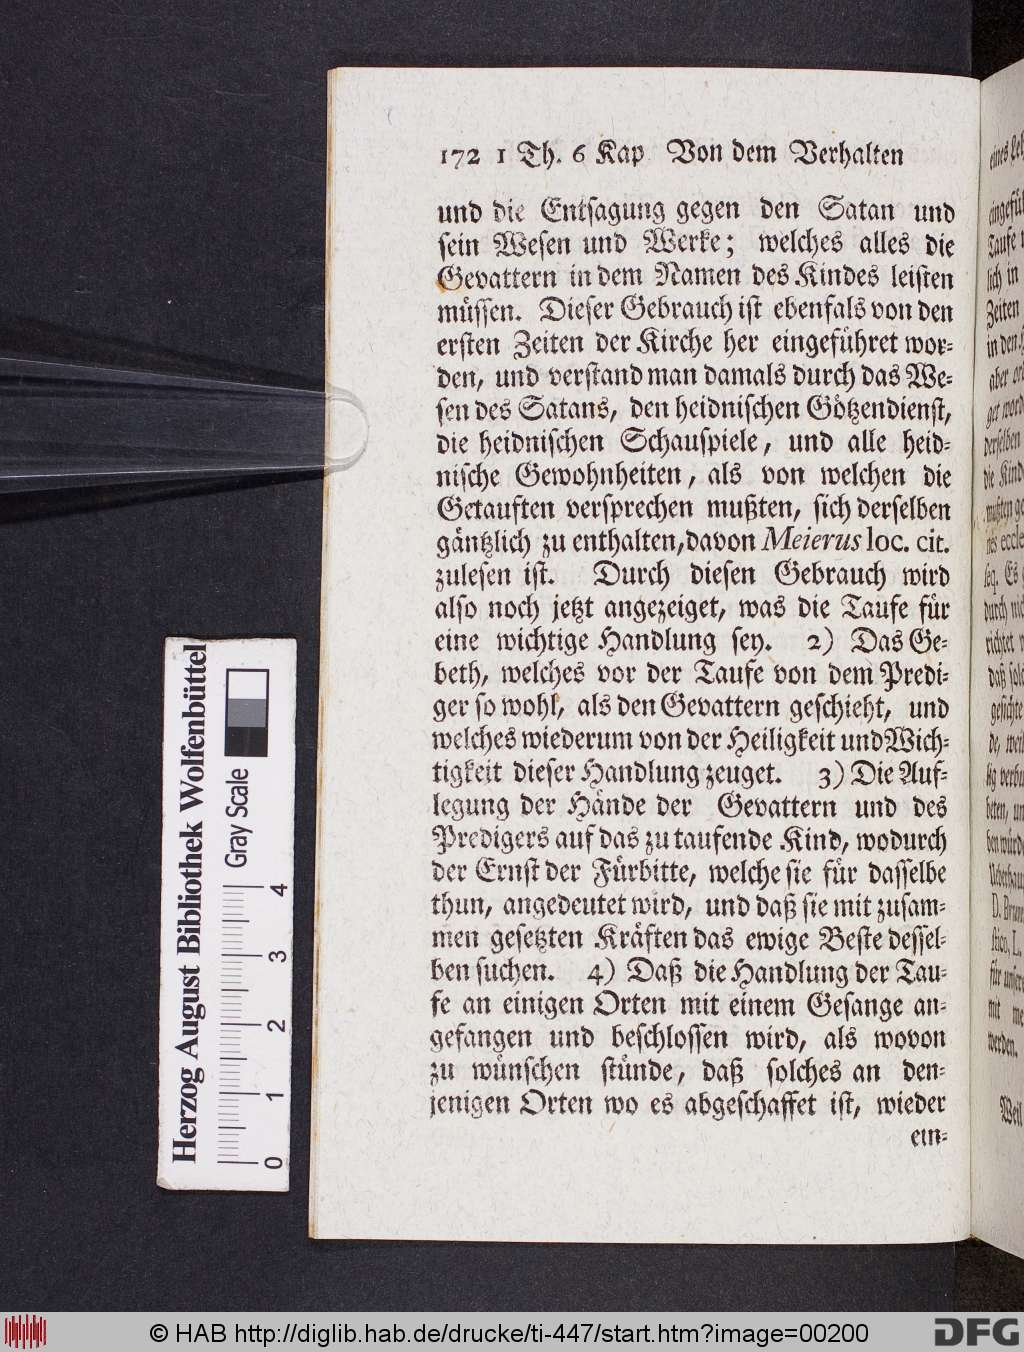 172 1 Th. 6 Kap Von dem Verhalten
und die Entsagung gegen den Satan und
sein Wesen und Werke; welches alles die
Gevattern in dem Namen des Kindes leisten
müssen. Dieser Gebrauch ist ebenfals von den
ersten Zeiten der Kirche her eingeführet wor-
den, und verstand man damals durch das We-
sen des Satans, den heidnischen Götzendienst,
die heidnischen Schauspiele, und alle heid-
nische Gewohnheiten, als von welchen die
Getauften versprechen mußten, sich derselben
gäntzlich zu enthalten, davon Meierus loc. cit.
zulesen ist. Durch diesen Gebrauch wird
also noch jetzt angezeiget, was die Taufe für
eine wichtige Handlung sey. 2) Das Ge-
beth, welches vor der Taufe von dem Predi-
ger so wohl, als den Gevattern geschieht, und
welches wiederum von der Heiligkeit und Wich-
tigkeit dieser Handlung zeuget. 3) Die Auf-
legung der Hände der Gevattern und des
Predigers auf das zu taufende Kind, wodurch
der Ernst der Fürbitte, welche sie für dasselbe
thun, angedeutet wird, und daß sie mit zusam-
men gesetzten Kräften das ewige Beste dessel-
ben suchen. 4) Daß die Handlung der Tau-
fe an einigen Orten mit einem Gesange an-
gefangen und beschlossen wird, als wovon
zu wünschen stünde, daß solches an den-
jenigen Orten wo es abgeschaffet ist, wieder
ein-
Herzog August Bibliothek Wolfenbüttel
Gray Scale
0 1 2 3 4
© HAB http://diglib.hab.de/drucke/ti-447/start.htm?image=00200
DFG